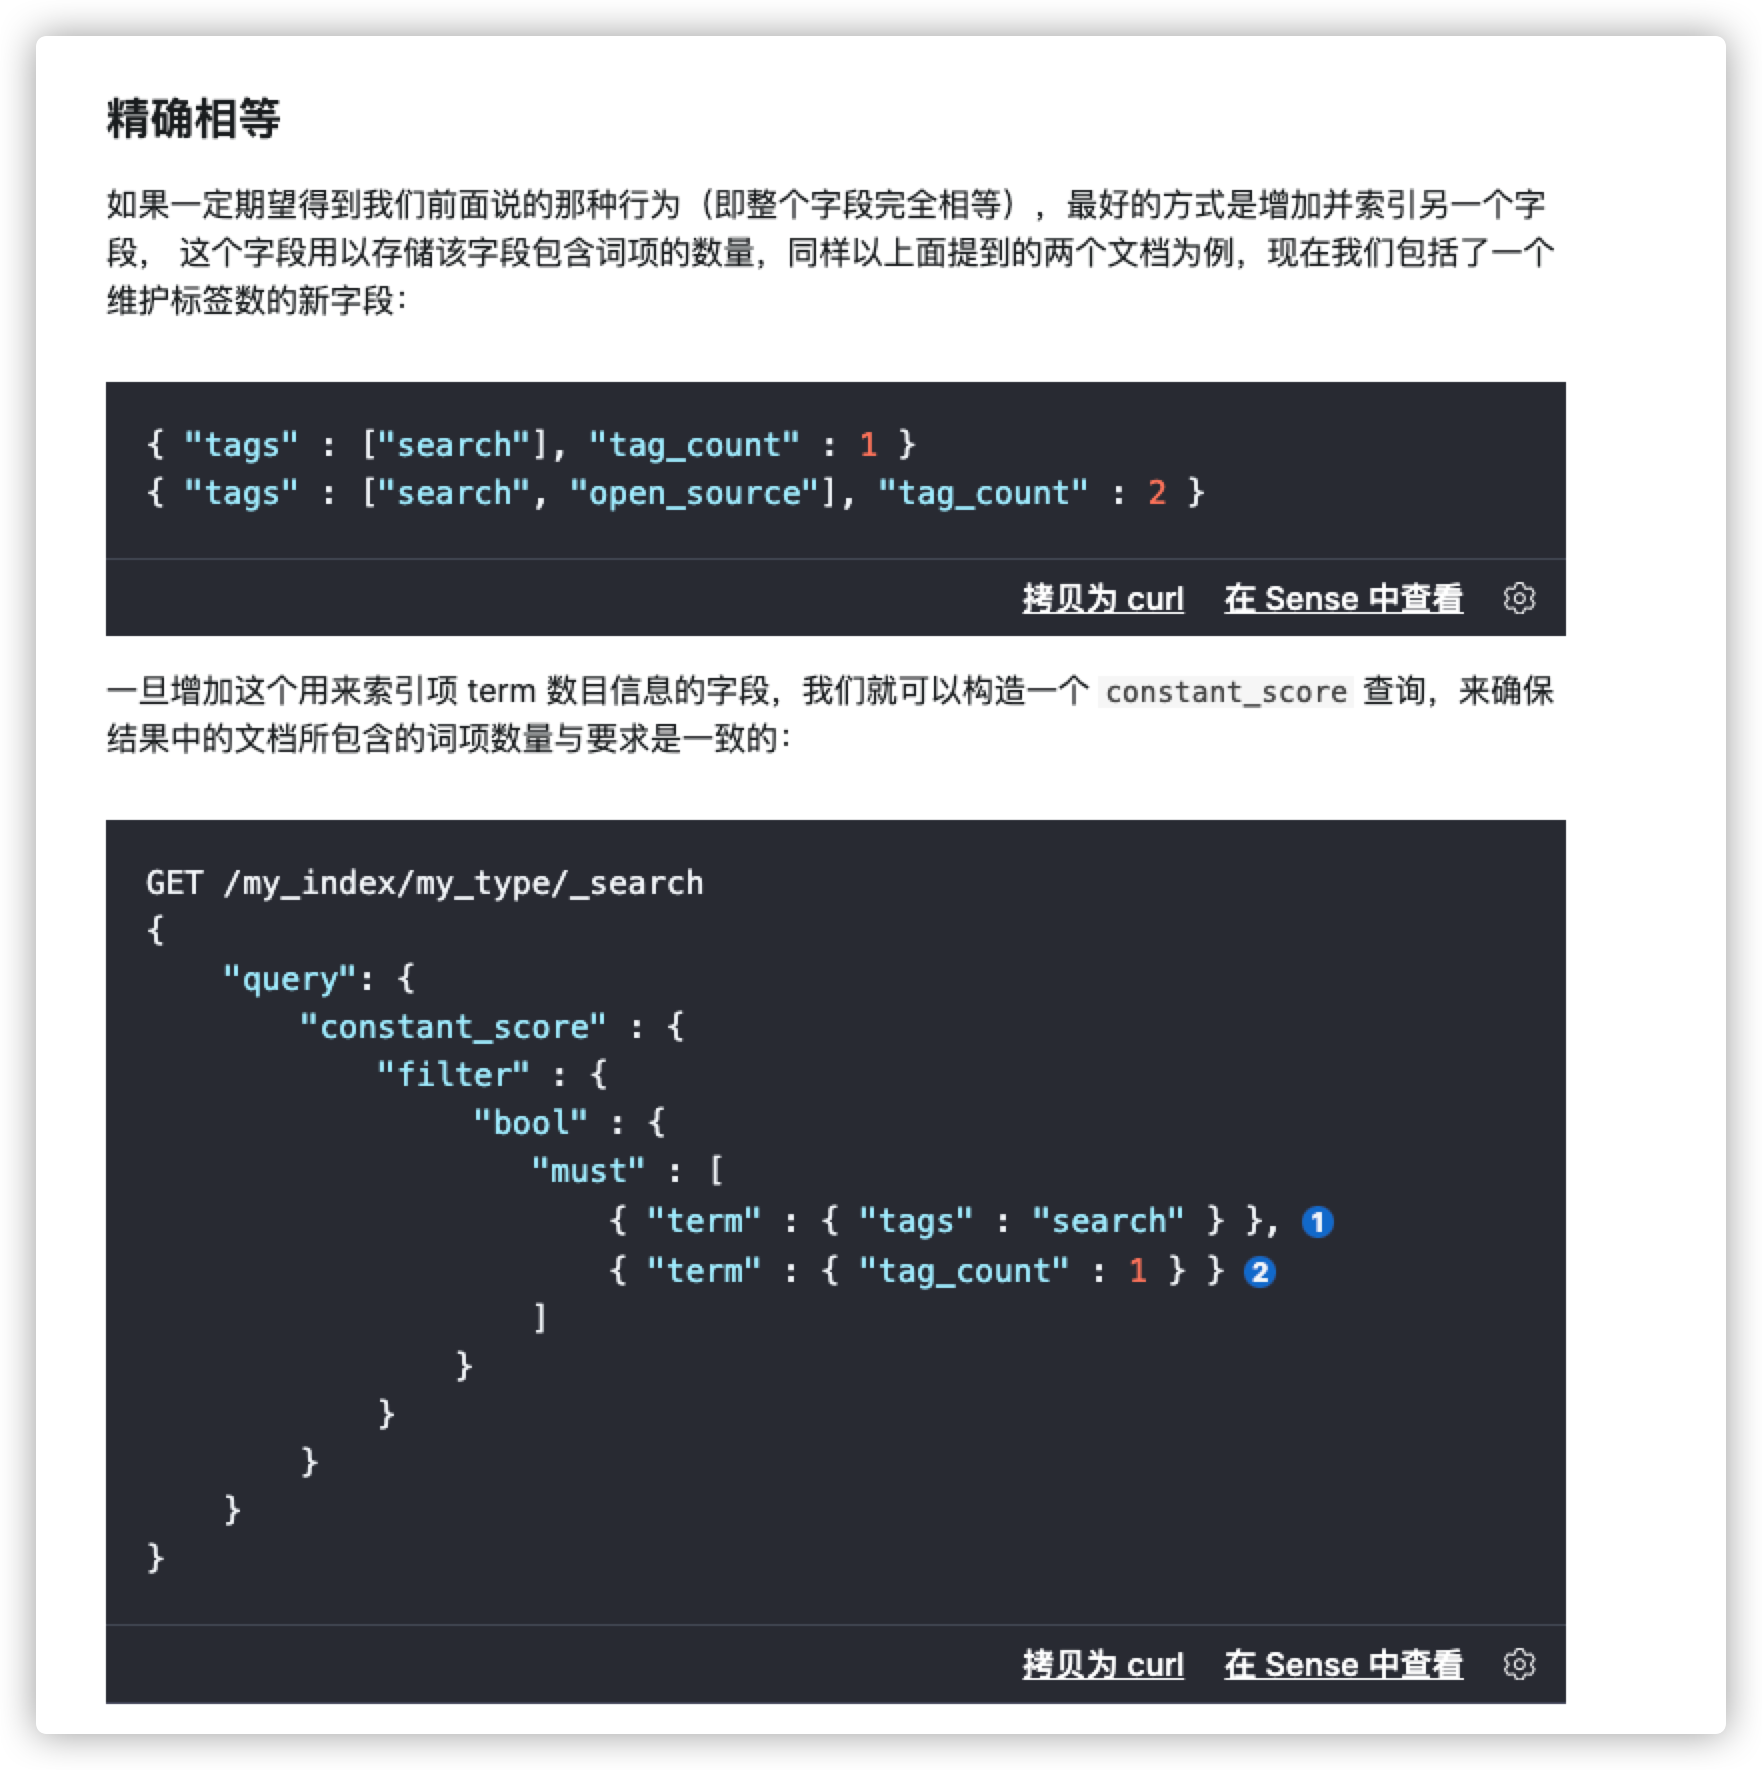 精确相等
如果一定期望得到我们前面说的那种行为（即整个字段完全相等），最好的方式是增加并索引另一个字
段， 这个字段用以存储该字段包含词项的数量，同样以上面提到的两个文档为例，现在我们包括了一个
维护标签数的新字段：
{ "tags" : ["search"], "tag_count" : 1 }
{ "tags" : ["search", "open_source"], "tag_count" : 2 }
拷贝为 curl 在 Sense 中查看
一旦增加这个用来索引项 term 数目信息的字段，我们就可以构造一个 constant_score 查询，来确保
结果中的文档所包含的词项数量与要求是一致的：
GET /my_index/my_type/_search
{
    "query": {
        "constant_score" : {
            "filter" : {
                 "bool" : {
                    "must" : [
                        { "term" : { "tags" : "search" } }, 1
                        { "term" : { "tag_count" : 1 } } 2
                    ]
                }
            }
        }
    }
}
拷贝为 curl 在 Sense 中查看